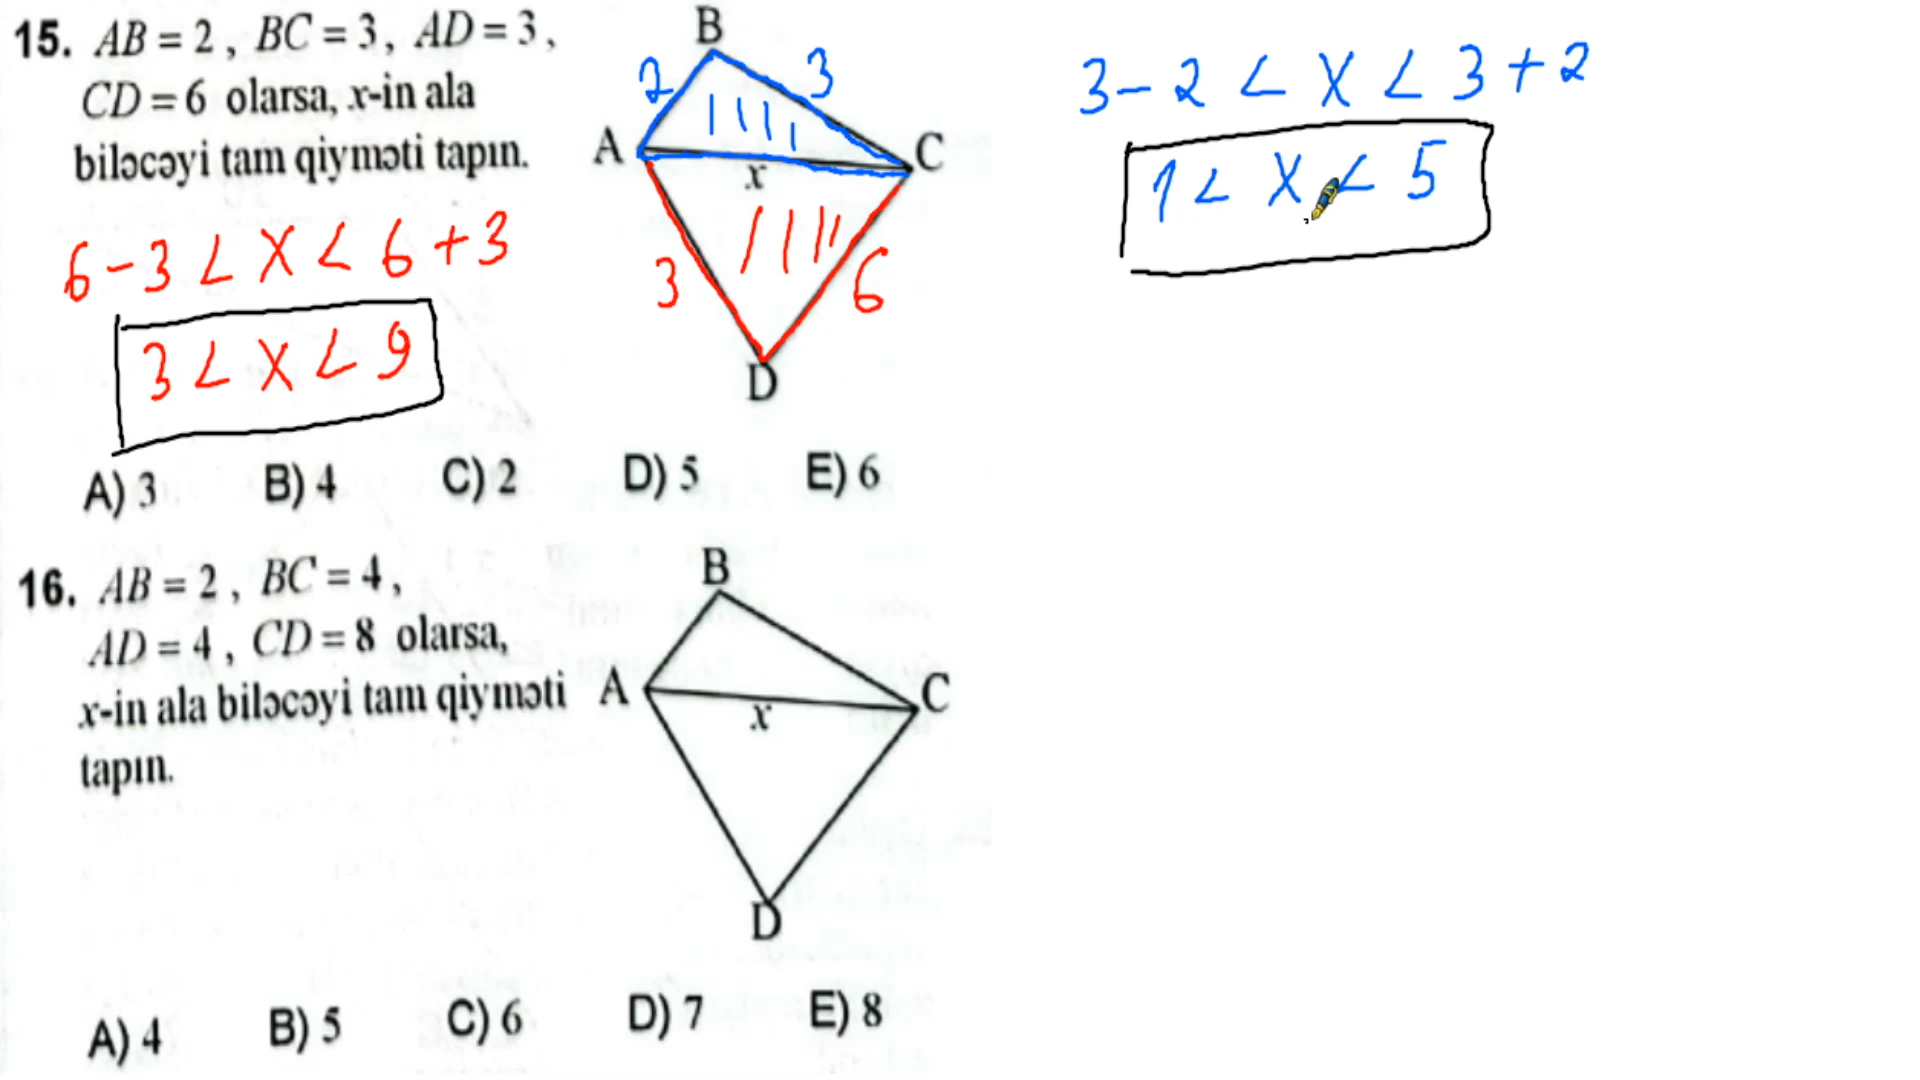 15. AB = 2, BC = 3, AD = 3,
CD = 6 olarsa, x-in ala
biləcəyi tam qiyməti tapın.
6 - 3 < x < 6 + 3
3 < x < 9
B
2
3
A
C
x
3
6
D
3 - 2 < x < 3 + 2
1 < x < 5
A) 3 B) 4 C) 2 D) 5 E) 6
16. AB = 2, BC = 4,
AD = 4, CD = 8 olarsa,
x-in ala biləcəyi tam qiyməti
tapın.
B
A
C
x
D
A) 4 B) 5 C) 6 D) 7 E) 8